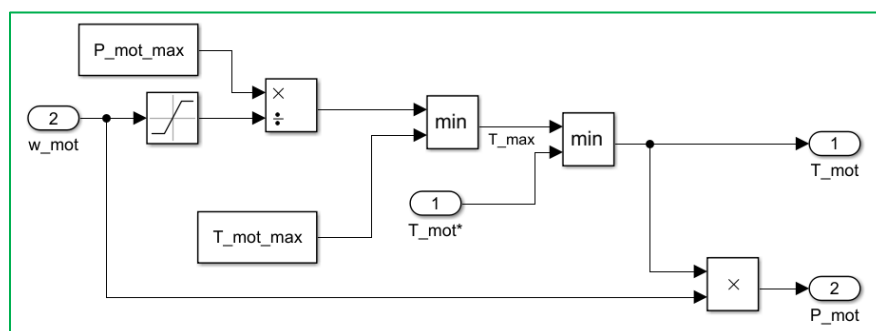 P_mot_max
2
w_mot
×
÷
min
T_max
min
1
T_mot
T_mot_max
1
T_mot*
×
2
P_mot